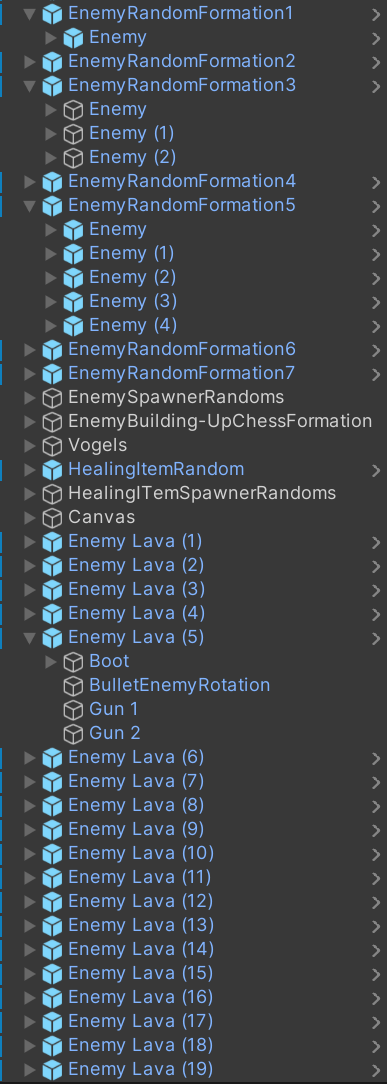 EnemyRandomFormation1
Enemy
EnemyRandomFormation2
EnemyRandomFormation3
Enemy
Enemy (1)
Enemy (2)
EnemyRandomFormation4
EnemyRandomFormation5
Enemy
Enemy (1)
Enemy (2)
Enemy (3)
Enemy (4)
EnemyRandomFormation6
EnemyRandomFormation7
EnemySpawnerRandoms
EnemyBuilding-UpChessFormation
Vogels
HealingItemRandom
HealingITemSpawnerRandoms
Canvas
Enemy Lava (1)
Enemy Lava (2)
Enemy Lava (3)
Enemy Lava (4)
Enemy Lava (5)
Boot
BulletEnemyRotation
Gun 1
Gun 2
Enemy Lava (6)
Enemy Lava (7)
Enemy Lava (8)
Enemy Lava (9)
Enemy Lava (10)
Enemy Lava (11)
Enemy Lava (12)
Enemy Lava (13)
Enemy Lava (14)
Enemy Lava (15)
Enemy Lava (16)
Enemy Lava (17)
Enemy Lava (18)
Enemy Lava (19)